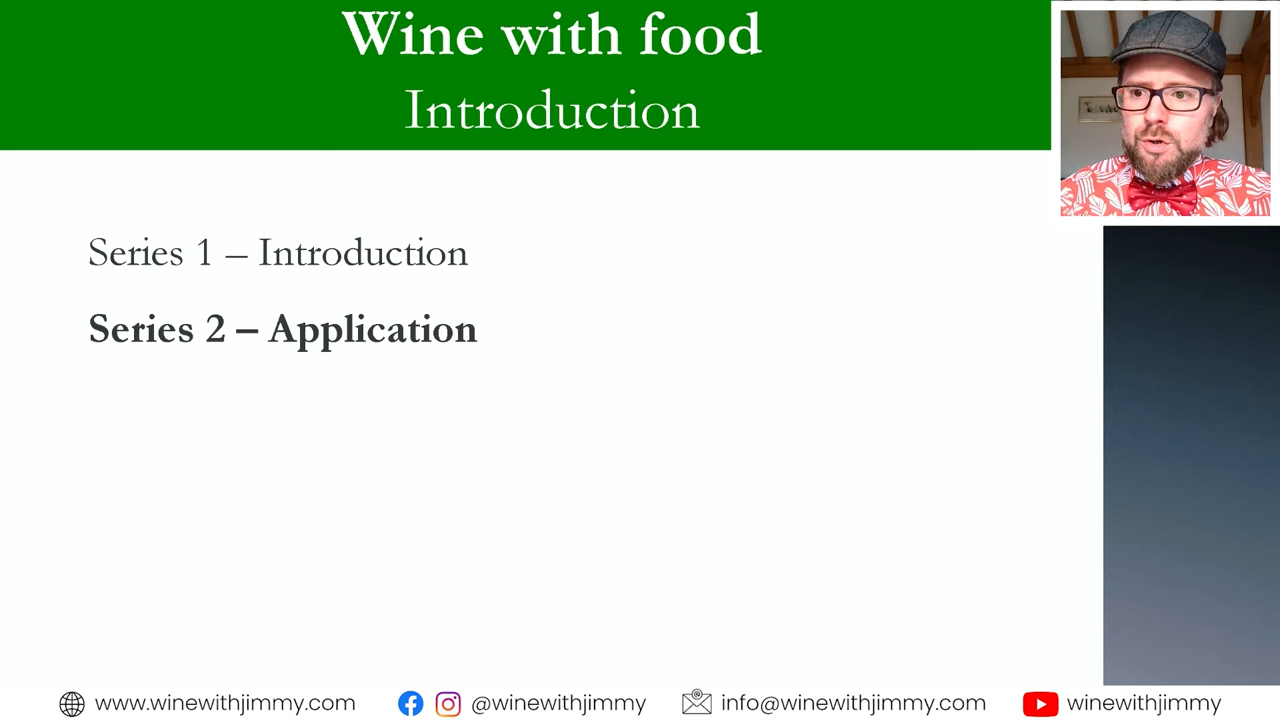 Wine with food
Introduction
Series 1 – Introduction
Series 2 – Application
www.winewithjimmy.com @winewithjimmy info@winewithjimmy.com winewithjimmy